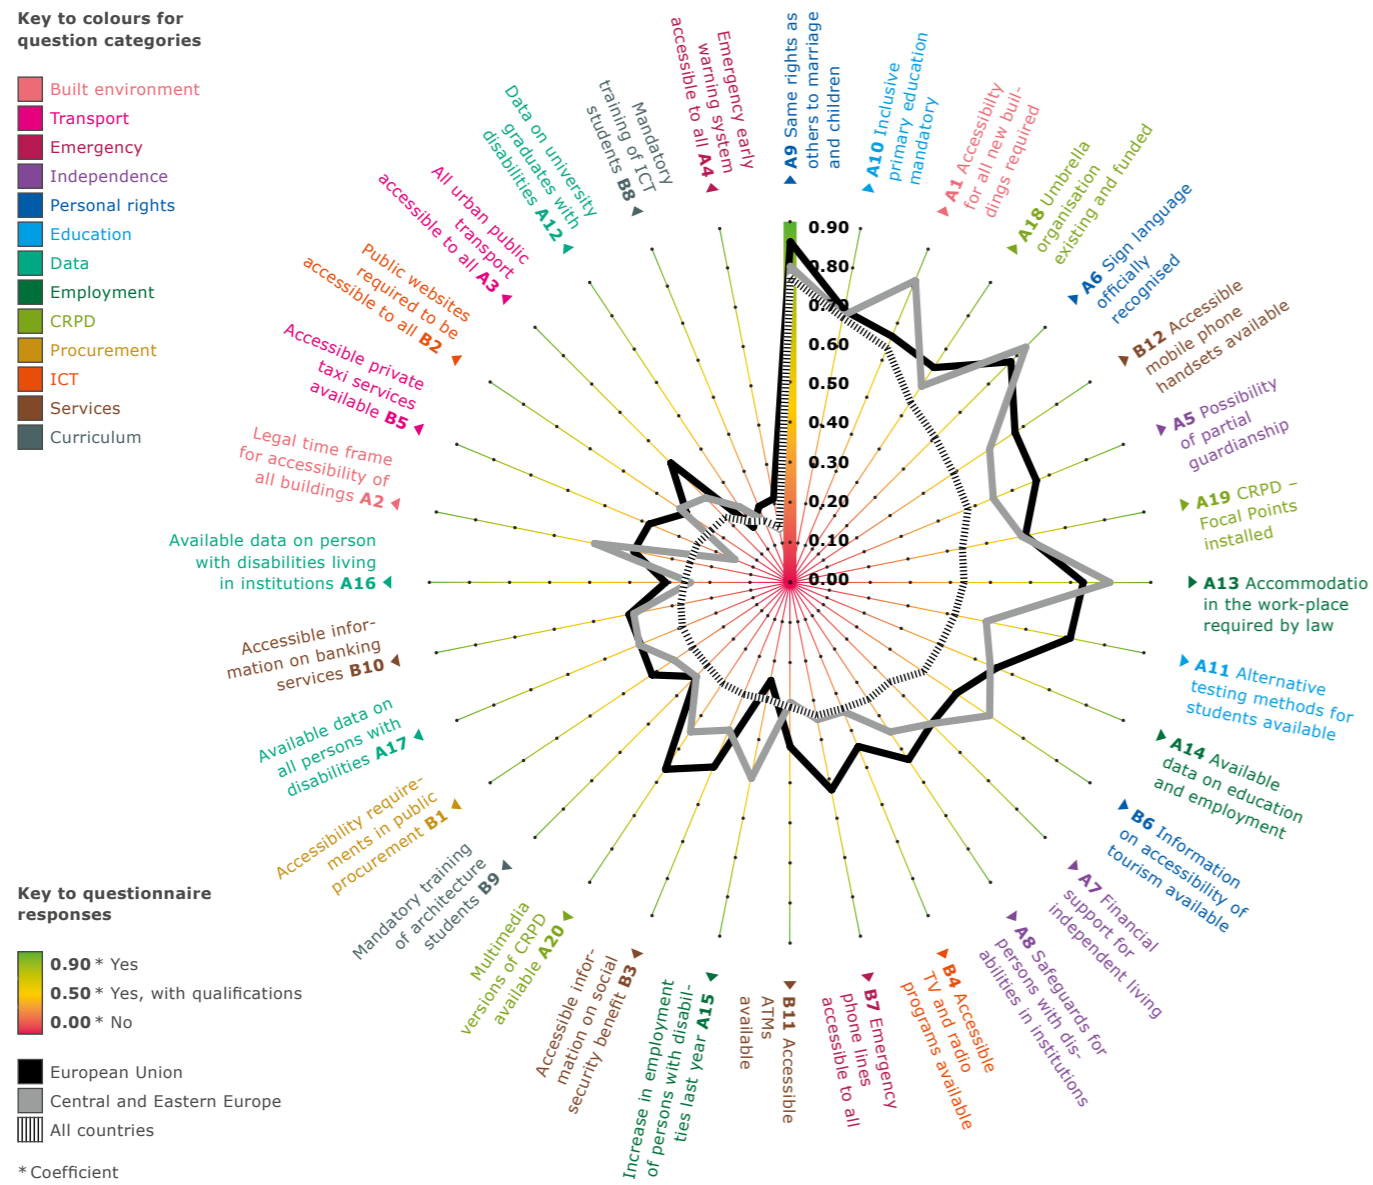 Key to colours for
question categories
Built environment
Transport
Emergency
Independence
Personal rights
Education
Data
Employment
CRPD
Procurement
ICT
Services
Curriculum
A9 Same rights as
others to marriage
and children
A10 Inclusive
primary education
mandatory
A1 Accessibilty
for all new buil-
dings required
A18 Umbrella
organisation
existing and funded
A6 Sign language
officially
recognised
B12 Accessible
mobile phone
handsets available
A5 Possibility
of partial
guardianship
A19 CRPD –
Focal Points
installed
A13 Accommodatio
in the work-place
required by law
A11 Alternative
testing methods for
students available
A14 Available
data on education
and employment
B6 Information
on accessibility of
tourism available
A7 Financial
support for
independent living
A8 Safeguards for
persons with dis-
abilities in institutions
B4 Accessible
TV and radio
programs available
B7 Emergency
phone lines
accessible to all
B11 Accessible
ATMs
available
Increase in employment
of persons with disabil-
ties last year A15
Accessible infor-
mation on social
security benefit B3
Multimedia
versions of CRPD
available A20
Mandatory training
of architecture
students B9
Accessibility require-
ments in public
procurement B1
Available data on
all persons with
disabilities A17
Accessible infor-
mation on banking
services B10
Available data on person
with disabilities living
in institutions A16
Legal time frame
for accessibility of
all buildings A2
Accessible private
taxi services
available B5
Public websites
required to be
accessible to all B2
All urban public
transport
accessible to all A3
Data on university
graduates with
disabilities A12
Mandatory
training of ICT
students B8
Emergency early
warning system
accessible to all A4
0.90
0.80
0.70
0.60
0.50
0.40
0.30
0.20
0.10
0.00
Key to questionnaire
responses
0.90 * Yes
0.50 * Yes, with qualifications
0.00 * No
European Union
Central and Eastern Europe
All countries
* Coefficient